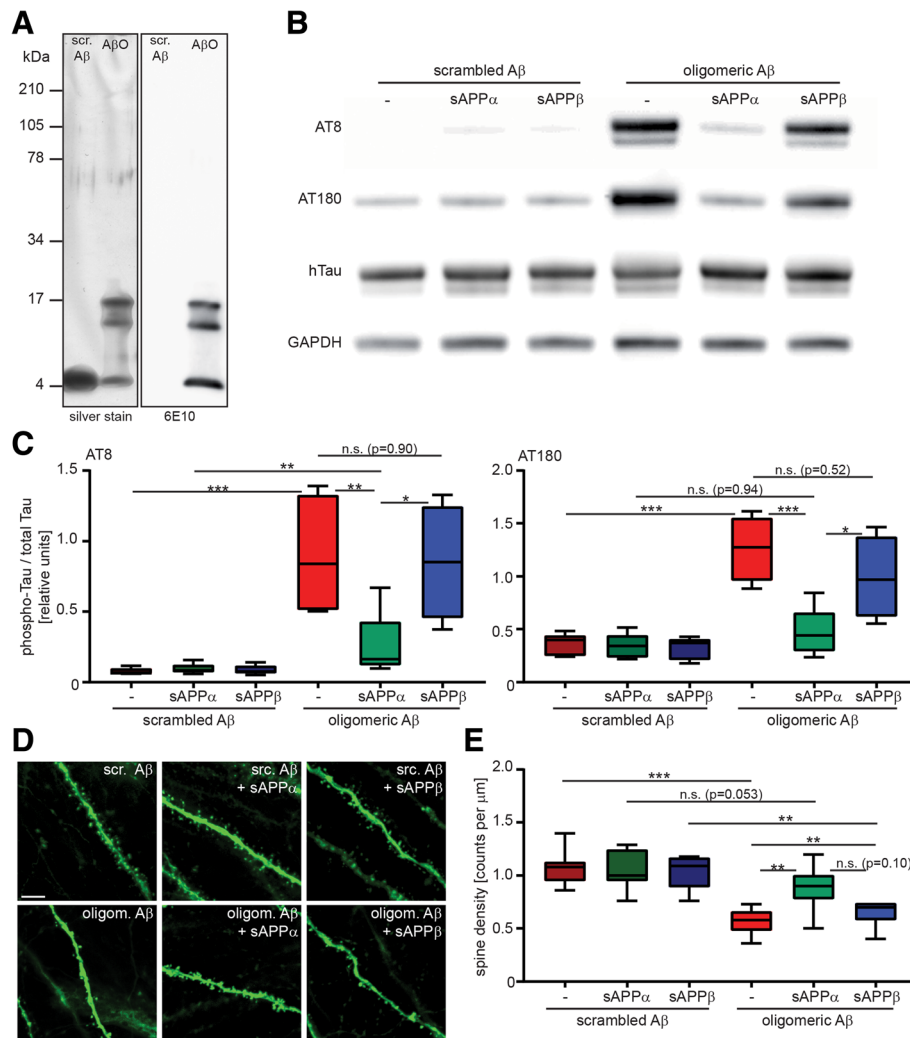 A
kDa
scr. Aβ
AβO
scr. Aβ
AβO
210
105
78
34
17
4
silver stain
6E10
B
scrambled Aβ
oligomeric Aβ
-
sAPPα
sAPPβ
-
sAPPα
sAPPβ
AT8
AT180
hTau
GAPDH
C
AT8
n.s. (p=0.90)
**
***
**
*
phospho-Tau / total Tau
[relative units]
1.5
1.0
0.5
0
-
sAPPα
sAPPβ
-
sAPPα
sAPPβ
scrambled Aβ
oligomeric Aβ
AT180
n.s. (p=0.52)
n.s. (p=0.94)
***
***
*
2.0
1.5
1.0
0.5
0
-
sAPPα
sAPPβ
-
sAPPα
sAPPβ
scrambled Aβ
oligomeric Aβ
D
scr. Aβ
src. Aβ
+ sAPPα
src. Aβ
+ sAPPβ
oligom. Aβ
oligom. Aβ
+ sAPPα
oligom. Aβ
+ sAPPβ
E
spine density [counts per μm]
2.0
1.5
1.0
0.5
0
***
n.s. (p=0.053)
**
**
**
n.s. (p=0.10)
-
sAPPα
sAPPβ
-
sAPPα
sAPPβ
scrambled Aβ
oligomeric Aβ